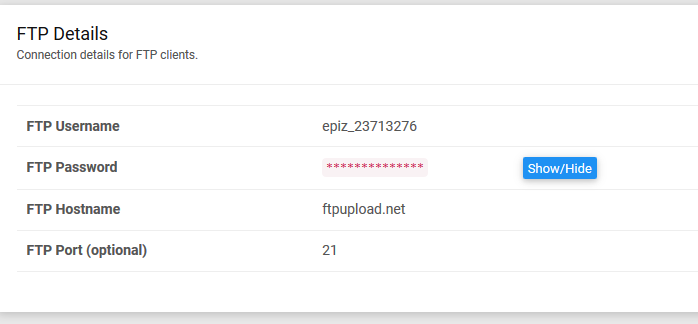 FTP Details
Connection details for FTP clients.
FTP Username epiz_23713276
FTP Password ************** Show/Hide
FTP Hostname ftpupload.net
FTP Port (optional) 21